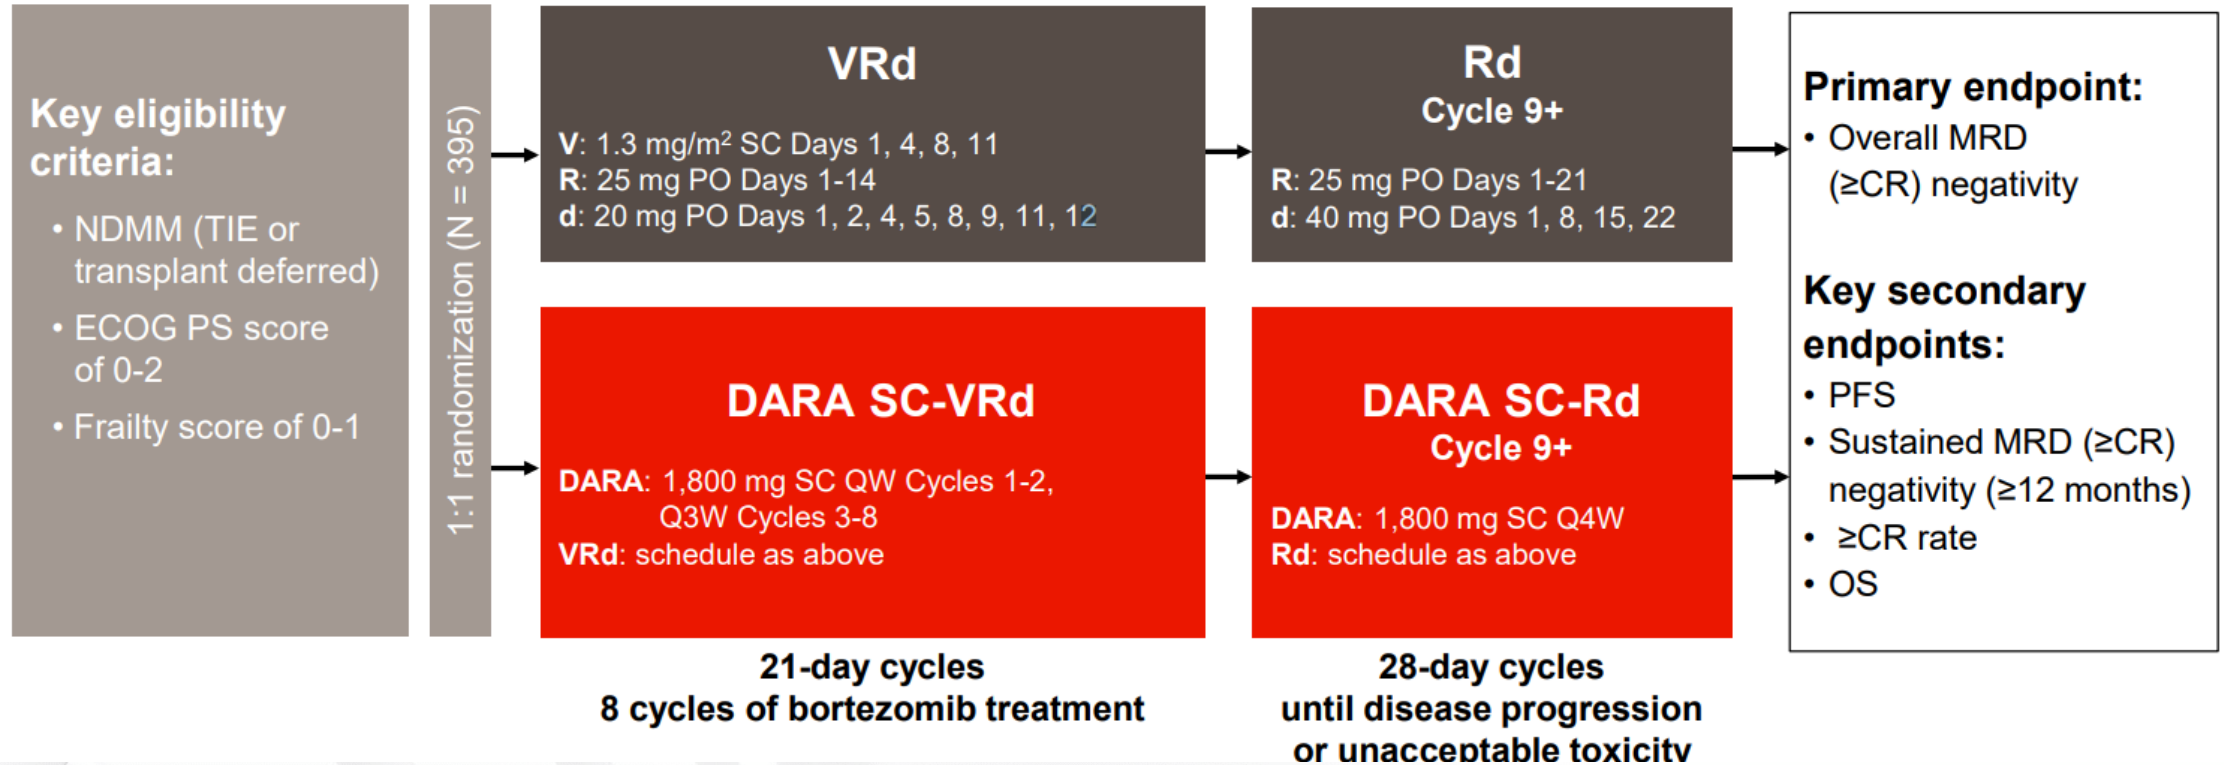 Key eligibility
criteria:
• NDMM (TIE or
transplant deferred)
• ECOG PS score
of 0-2
• Frailty score of 0-1
1:1 randomization (N = 395)
VRd
V: 1.3 mg/m² SC Days 1, 4, 8, 11
R: 25 mg PO Days 1-14
d: 20 mg PO Days 1, 2, 4, 5, 8, 9, 11, 12
Rd
Cycle 9+
R: 25 mg PO Days 1-21
d: 40 mg PO Days 1, 8, 15, 22
DARA SC-VRd
DARA: 1,800 mg SC QW Cycles 1-2,
Q3W Cycles 3-8
VRd: schedule as above
DARA SC-Rd
Cycle 9+
DARA: 1,800 mg SC Q4W
Rd: schedule as above
21-day cycles
8 cycles of bortezomib treatment
28-day cycles
until disease progression
or unacceptable toxicity
Primary endpoint:
• Overall MRD
(≥CR) negativity
Key secondary
endpoints:
• PFS
• Sustained MRD (≥CR)
negativity (≥12 months)
• ≥CR rate
• OS